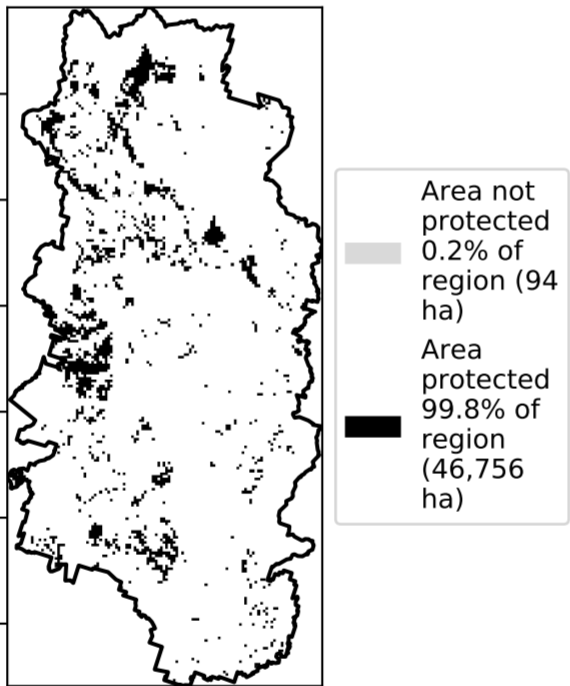 Area not
protected
0.2% of
region (94
ha)
Area
protected
99.8% of
region
(46,756
ha)